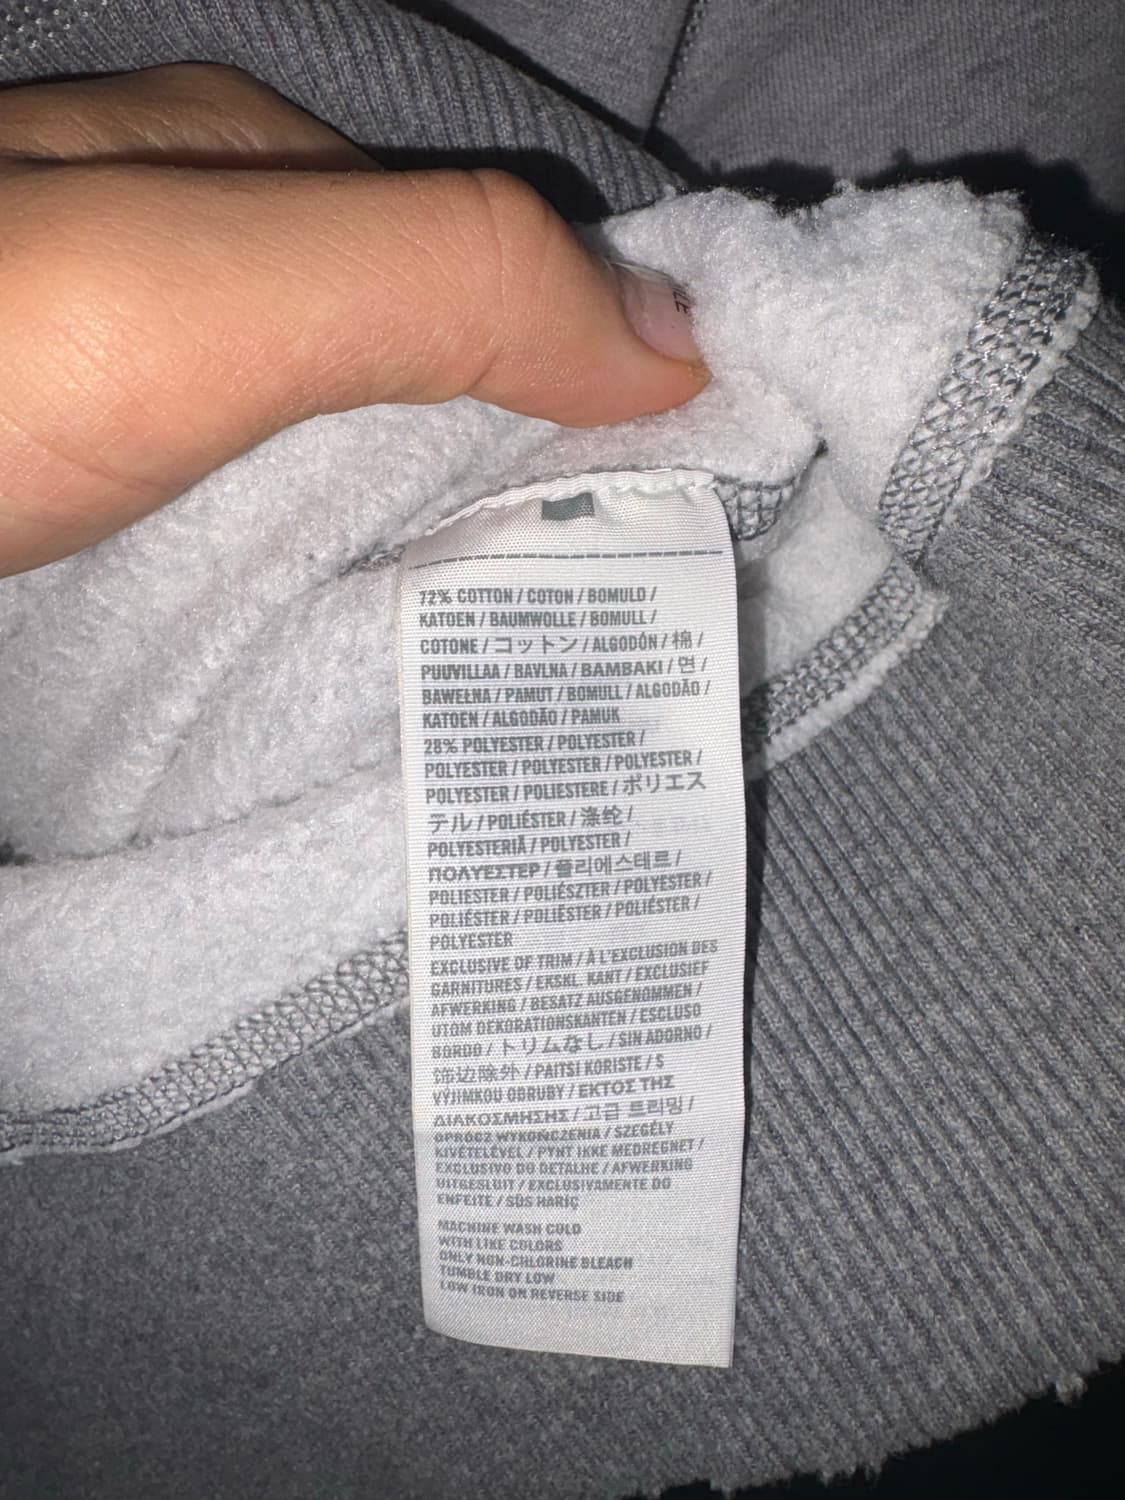 72% COTTON / COTON / BOMULD /
KATOEN / BAUMWOLLE / BOMULL /
COTONE / コットン / ALGODÓN / 棉 /
PUUVILLAA / BAVLNA / BAMBAKI / 면 /
BAWEŁNA / PAMUT / BOMULL / ALGODÃO /
KATOEN / ALGODÃO / PAMUK
28% POLYESTER / POLYESTER /
POLYESTER / POLYESTER / POLYESTER /
POLYESTER / POLIESTERE / ポリエス
テル / POLIÉSTER / 涤纶 /
POLYESTERIÄ / POLYESTER /
ΠΟΛΥΕΣΤΕΡ / 폴리에스테르 /
POLIESTER / POLIÉSZTER / POLYESTER /
POLIÉSTER / POLIËSTER / POLIÉSTER /
POLYESTER
EXCLUSIVE OF TRIM / À L'EXCLUSION DES
GARNITURES / EKSKL. KANT / EXCLUSIEF
AFWERKING / BESATZ AUSGENOMMEN /
UTOM DEKORATIONSKANTEN / ESCLUSO
BORDO / トリムなし / SIN ADORNO /
饰边除外 / PAITSI KORISTE / S
VÝJIMKOU OBRUBY / ΕΚΤΟΣ ΤΗΣ
ΔΙΑΚΟΣΜΗΣΗΣ / 고급 트리밍 /
OPRÓCZ WYKOŃCZENIA / SZEGÉLY
KIVÉTELÉVEL / PYNT IKKE MEDREGNET /
EXCLUSIVO DO DETALHE / AFWERKING
UITGESLUIT / EXCLUSIVAMENTE DO
ENFEITE / SÜS HARİÇ
MACHINE WASH COLD
WITH LIKE COLORS
ONLY NON-CHLORINE BLEACH
TUMBLE DRY LOW
LOW IRON ON REVERSE SIDE